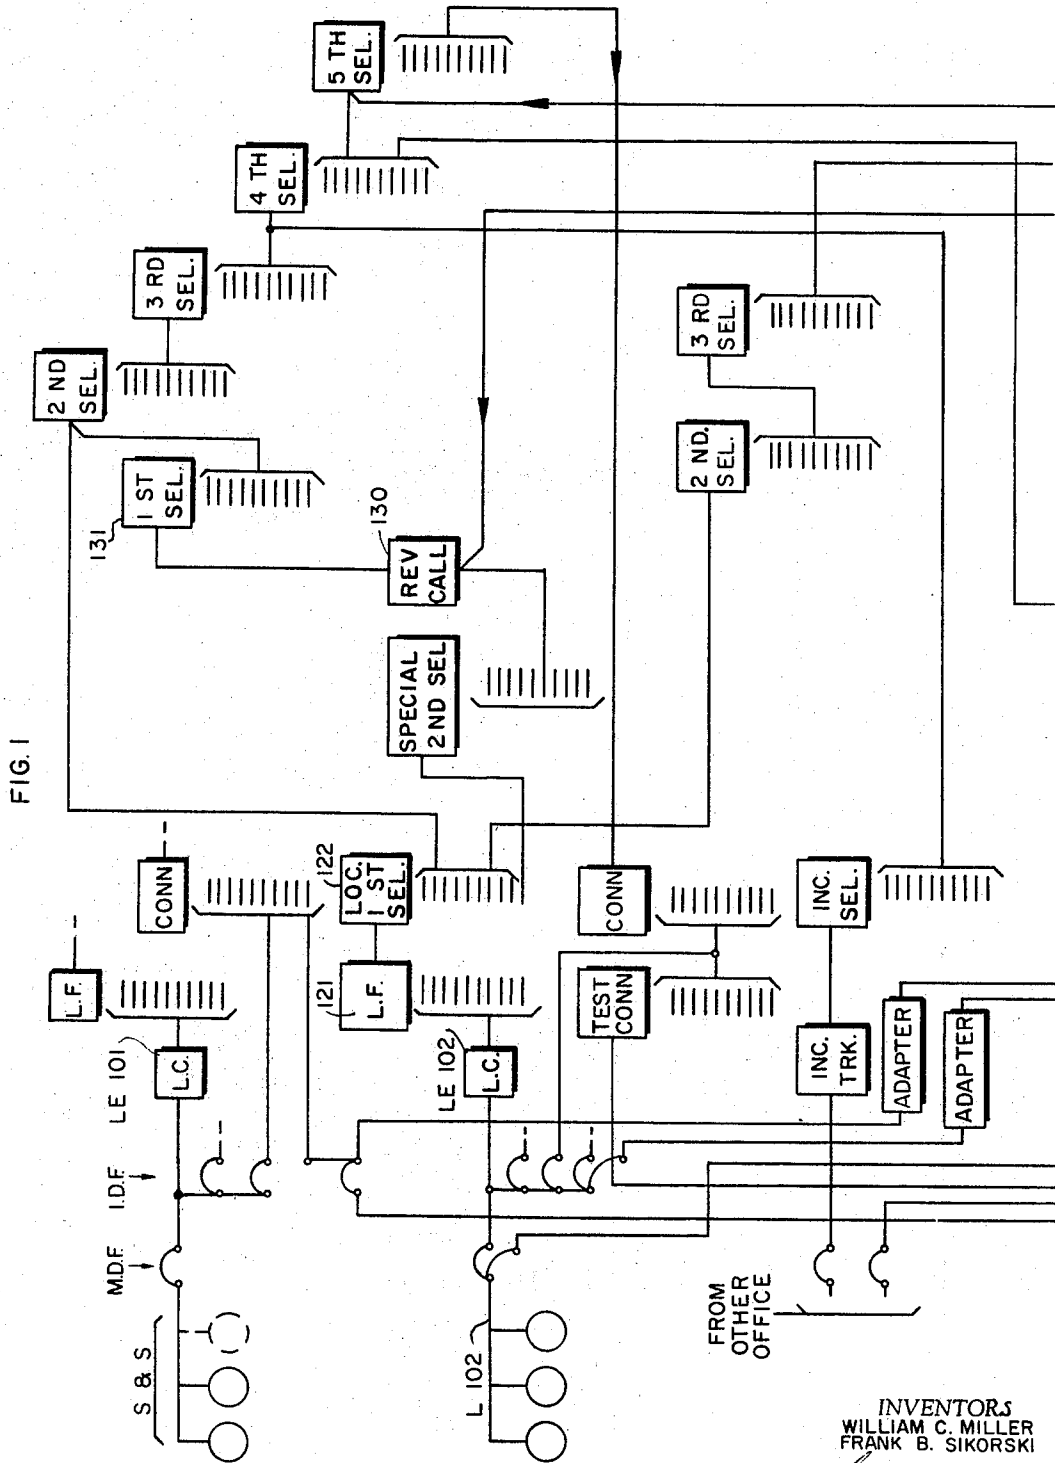 FIG. 1
5 TH
SEL.
4 TH
SEL.
3 RD
SEL.
2 ND
SEL.
1 ST
SEL.
131
REV
CALL
130
3 RD
SEL.
2 ND.
SEL.
SPECIAL
2ND SEL
CONN
LOC.
1 ST
SEL.
122
CONN
INC.
SEL.
L.F.
L.F.
121
TEST
CONN
INC.
TRK.
ADAPTER
ADAPTER
LE 101
L.C.
LE 102
L.C.
I.D.F.
M.D.F.
S & S
L 102
FROM
OTHER
OFFICE
INVENTORS
WILLIAM C. MILLER
FRANK B. SIKORSKI